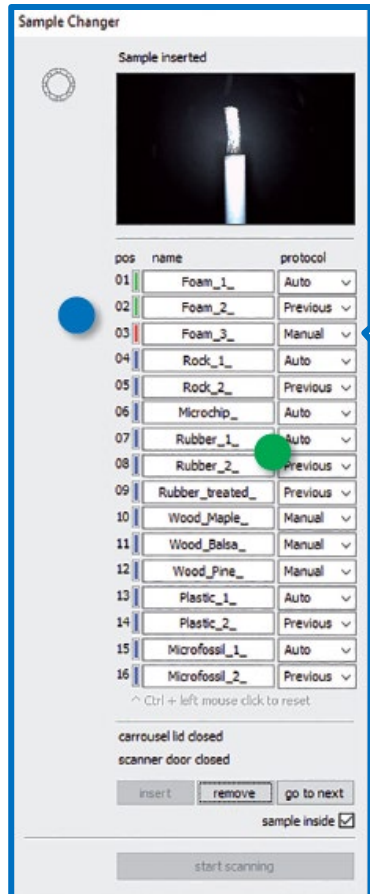 Sample Changer
Sample inserted
pos name protocol
01 Foam_1_ Auto
02 Foam_2_ Previous
03 Foam_3_ Manual
04 Rock_1_ Auto
05 Rock_2_ Previous
06 Microchip_ Auto
07 Rubber_1_ Auto
08 Rubber_2_ Previous
09 Rubber_treated_ Previous
10 Wood_Maple_ Manual
11 Wood_Balsa_ Manual
12 Wood_Pine_ Manual
13 Plastic_1_ Auto
14 Plastic_2_ Previous
15 Microfossil_1_ Auto
16 Microfossil_2_ Previous
^ Ctrl + left mouse click to reset
carrousel lid closed
scanner door closed
insert remove go to next
sample inside
start scanning